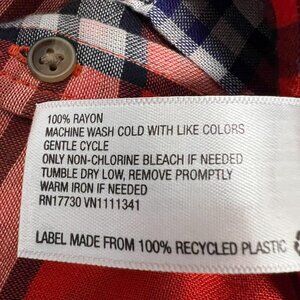 100% RAYON
MACHINE WASH COLD WITH LIKE COLORS
GENTLE CYCLE
ONLY NON-CHLORINE BLEACH IF NEEDED
TUMBLE DRY LOW, REMOVE PROMPTLY
WARM IRON IF NEEDED
RN17730 VN1111341
LABEL MADE FROM 100% RECYCLED PLASTIC